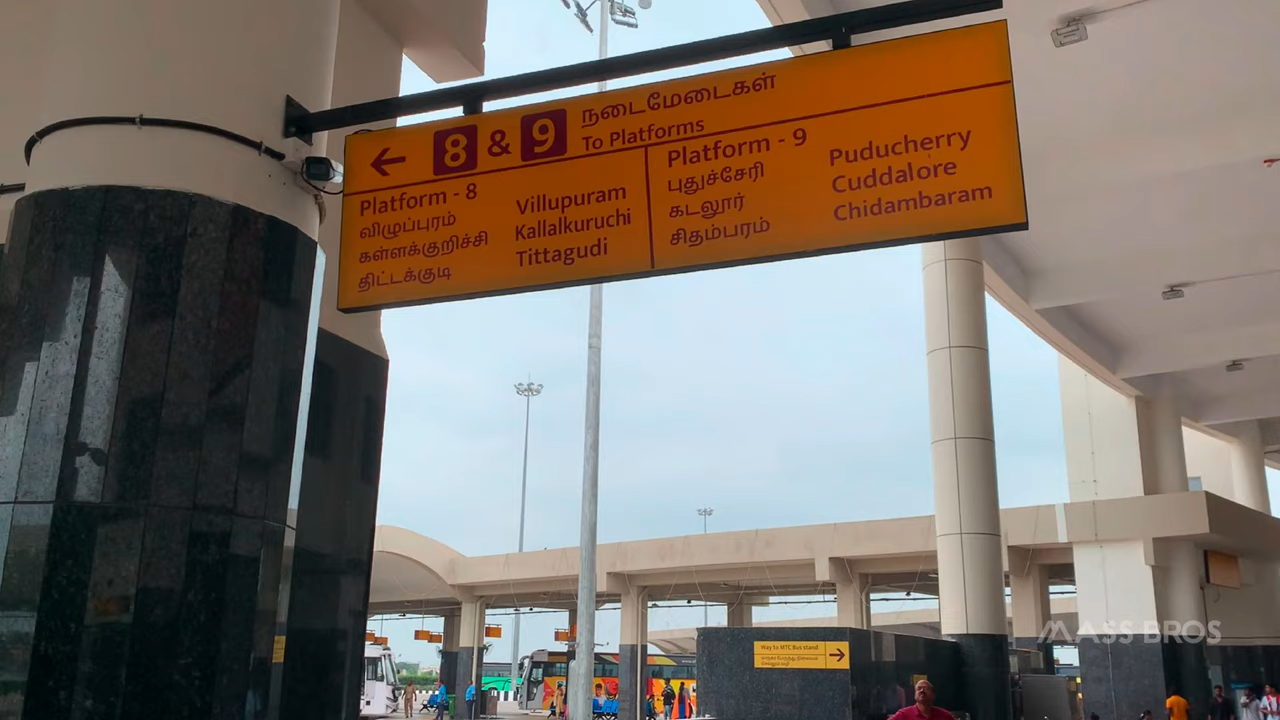 8 & 9 நடைமேடைகள்
To Platforms
Platform - 8
விழுப்புரம் Villupuram
கள்ளக்குறிச்சி Kallalkuruchi
திட்டக்குடி Tittagudi
Platform - 9
புதுச்சேரி Puducherry
கடலூர் Cuddalore
சிதம்பரம் Chidambaram
Way to MTC Bus stand
MASS BROS